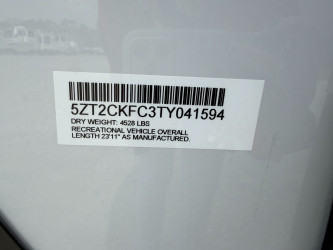 5ZT2CKFC3TY041594
DRY WEIGHT: 4528 LBS
RECREATIONAL VEHICLE OVERALL
LENGTH 23'11" AS MANUFACTURED.